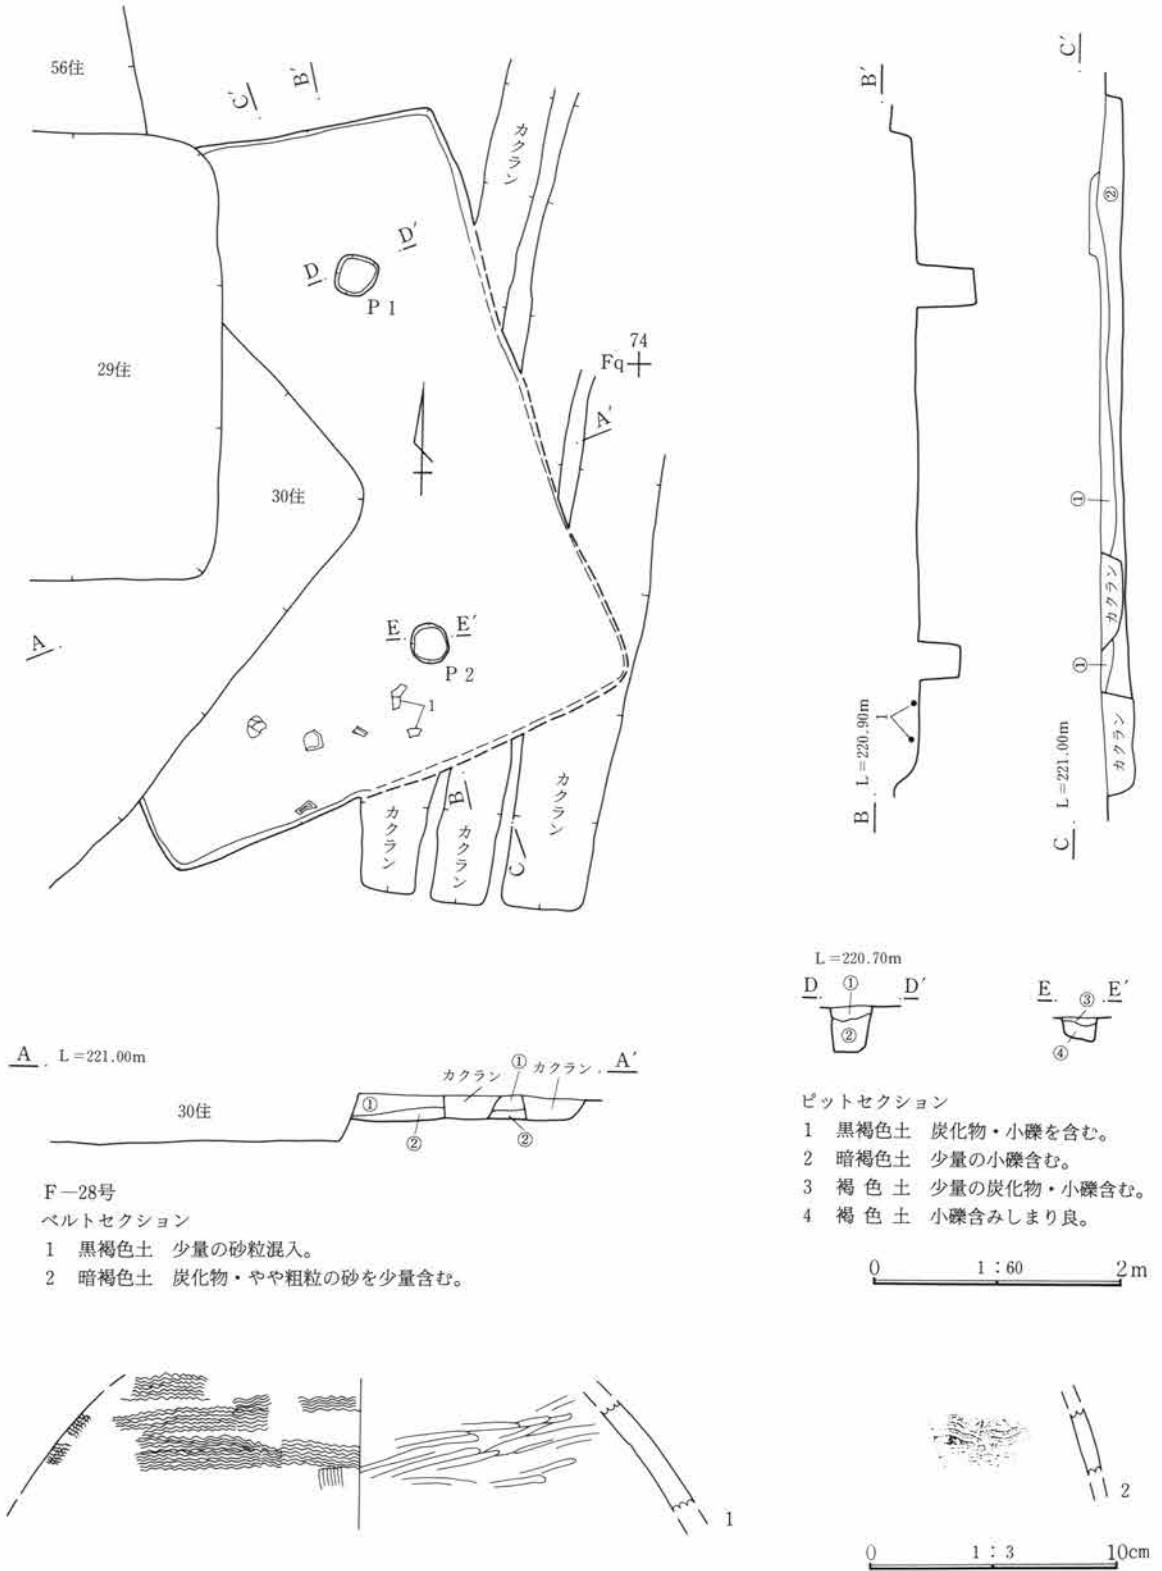 56住
C′
B′
カクラン
D
D′
P 1
29住
74
Fq
A′
30住
A
E
E′
P 2
1
B
C
カクラン
カクラン
カクラン
B′
C′
②
①
カクラン
①
カクラン
1
B L=220.90m
C L=221.00m
L=220.70m
D
①
②
D′
E
③
④
E′
A L=221.00m
30住
①
②
カクラン
①
②
カクラン
A′
ピットセクション
1 黒褐色土 炭化物・小礫を含む。
2 暗褐色土 少量の小礫含む。
3 褐色土 少量の炭化物・小礫含む。
4 褐色土 小礫含みしまり良。
F—28号
ベルトセクション
1 黒褐色土 少量の砂粒混入。
2 暗褐色土 炭化物・やや粗粒の砂を少量含む。
0 1:60 2m
1
2
0 1:3 10cm